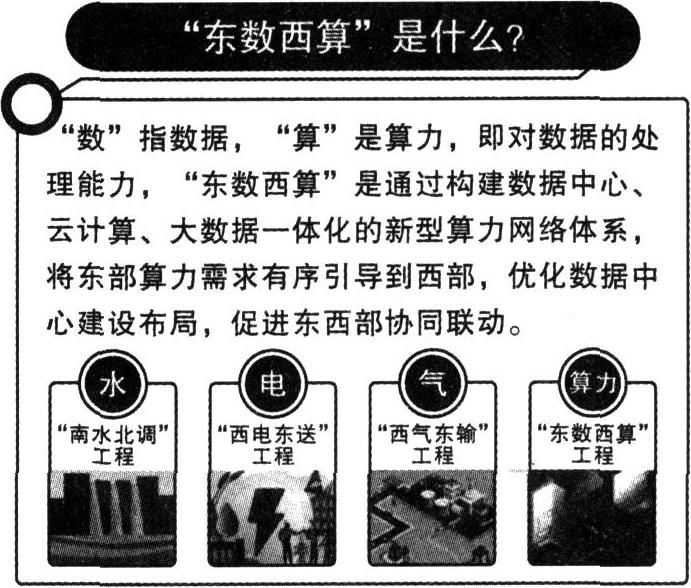 “东数西算”是什么?
“数”指数据，“算”是算力，即对数据的处
理能力，“东数西算”是通过构建数据中心、
云计算、大数据一体化的新型算力网络体系，
将东部算力需求有序引导到西部，优化数据中
心建设布局，促进东西部协同联动。
水
“南水北调”
工程
电
“西电东送”
工程
气
“西气东输”
工程
算力
“东数西算”
工程